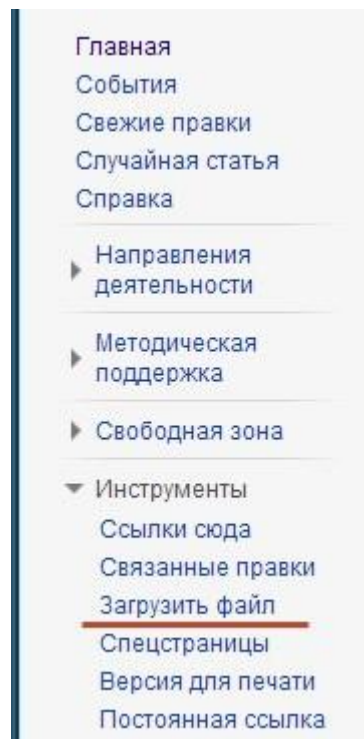 Главная
События
Свежие правки
Случайная статья
Справка
Направления
деятельности
Методическая
поддержка
Свободная зона
Инструменты
Ссылки сюда
Связанные правки
Загрузить файл
Спецстраницы
Версия для печати
Постоянная ссылка